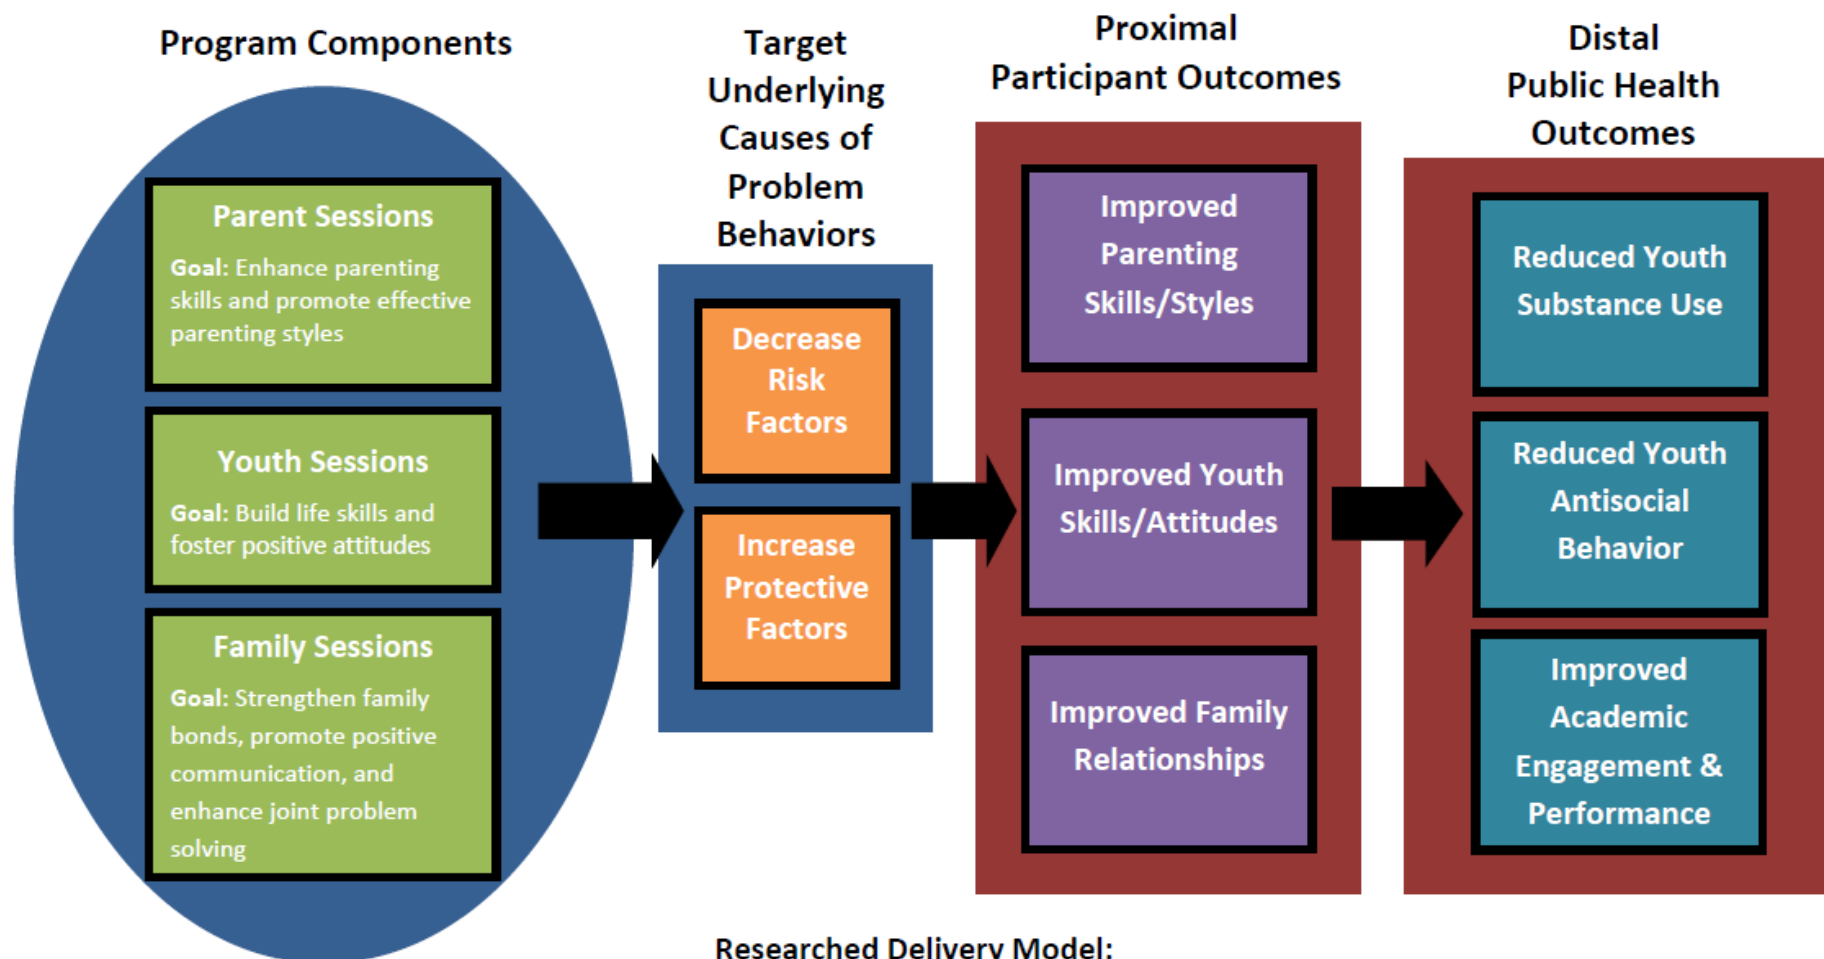 Program Components
Parent Sessions
Goal: Enhance parenting
skills and promote effective
parenting styles
Youth Sessions
Goal: Build life skills and
foster positive attitudes
Family Sessions
Goal: Strengthen family
bonds, promote positive
communication, and
enhance joint problem
solving
Target
Underlying
Causes of
Problem
Behaviors
Decrease
Risk
Factors
Increase
Protective
Factors
Proximal
Participant Outcomes
Improved
Parenting
Skills/Styles
Improved Youth
Skills/Attitudes
Improved Family
Relationships
Distal
Public Health
Outcomes
Reduced Youth
Substance Use
Reduced Youth
Antisocial
Behavior
Improved
Academic
Engagement &
Performance
Researched Delivery Model: